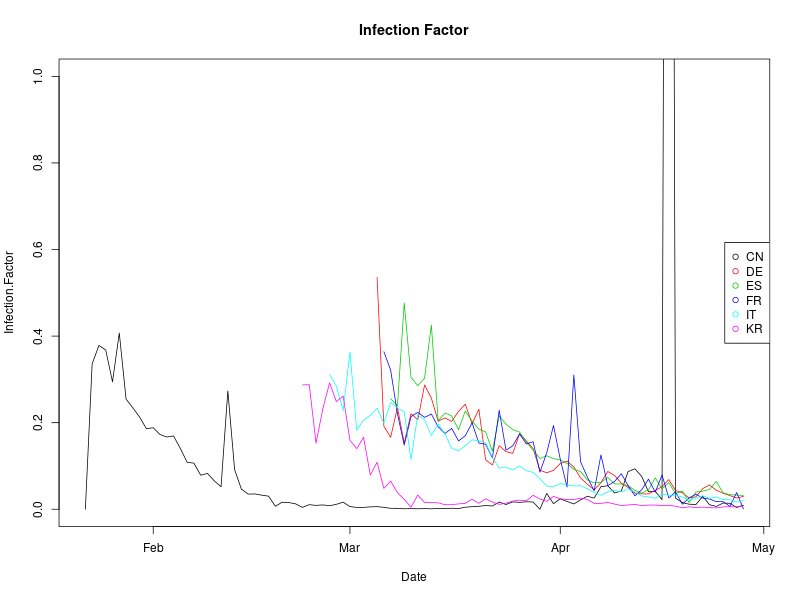 Infection Factor
Infection.Factor
1.0
0.8
0.6
0.4
0.2
0.0
CN
DE
ES
FR
IT
KR
Feb Mar Apr May
Date